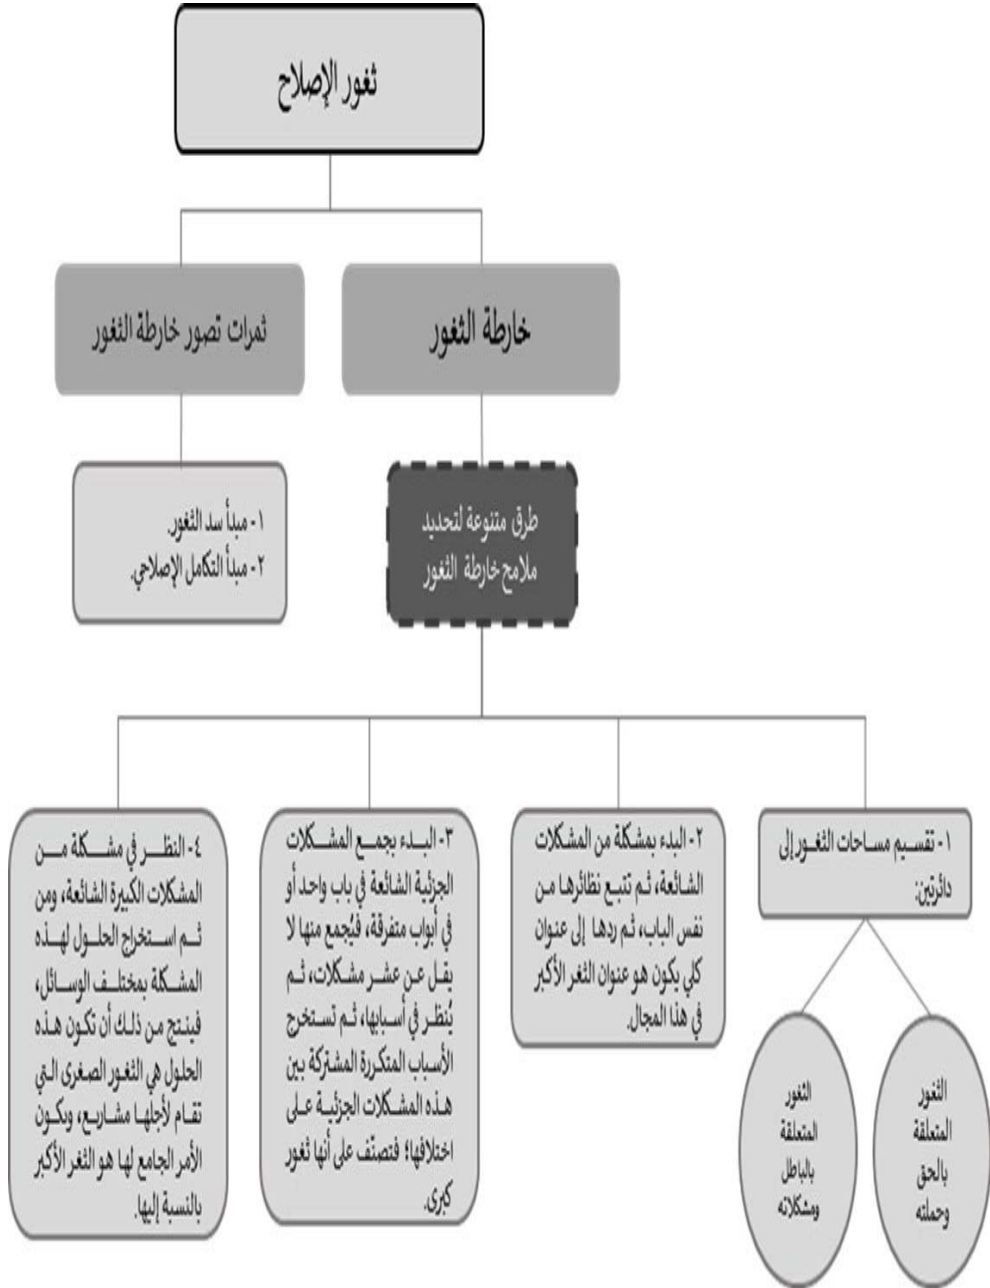 ثغور الإصلاح
خارطة الثغور
ثمرات تصور خارطة الثغور
طرق متنوعة لتحديد
ملامح خارطة الثغور
١- مبدأ سد الثغور.
٢- مبدأ التكامل الإصلاحي.
١- تقسيم مساحات الثغور إلى
دائرتين:
الثغور
المتعلقة
بالحق
وحملته
الثغور
المتعلقة
بالباطل
ومشكلاته
٢- البدء بمشكلة من المشكلات
الشائعة، ثم تتبع نظائرها من
نفس الباب، ثم ردها إلى عنوان
كلي يكون هو عنوان الثغر الأكبر
في هذا المجال.
٣- البدء بجمع المشكلات
الجزئية الشائعة في باب واحد أو
في أبواب متفرقة، فيُجمع منها لا
يقل عن عشر مشكلات، ثم
يُنظر في أسبابها، ثم تستخرج
الأسباب المتكررة المشتركة بين
هذه المشكلات الجزئية على
اختلافها؛ فتصنّف على أنها ثغور
كبرى.
٤- النظر في مشكلة من
المشكلات الكبيرة الشائعة، ومن
ثم استخراج الحلول لهذه
المشكلة بمختلف الوسائل،
فينتج من ذلك أن تكون هذه
الحلول هي الثغور الصغرى التي
تقام لأجلها مشاريع، ويكون
الأمر الجامع لها هو الثغر الأكبر
بالنسبة إليها.